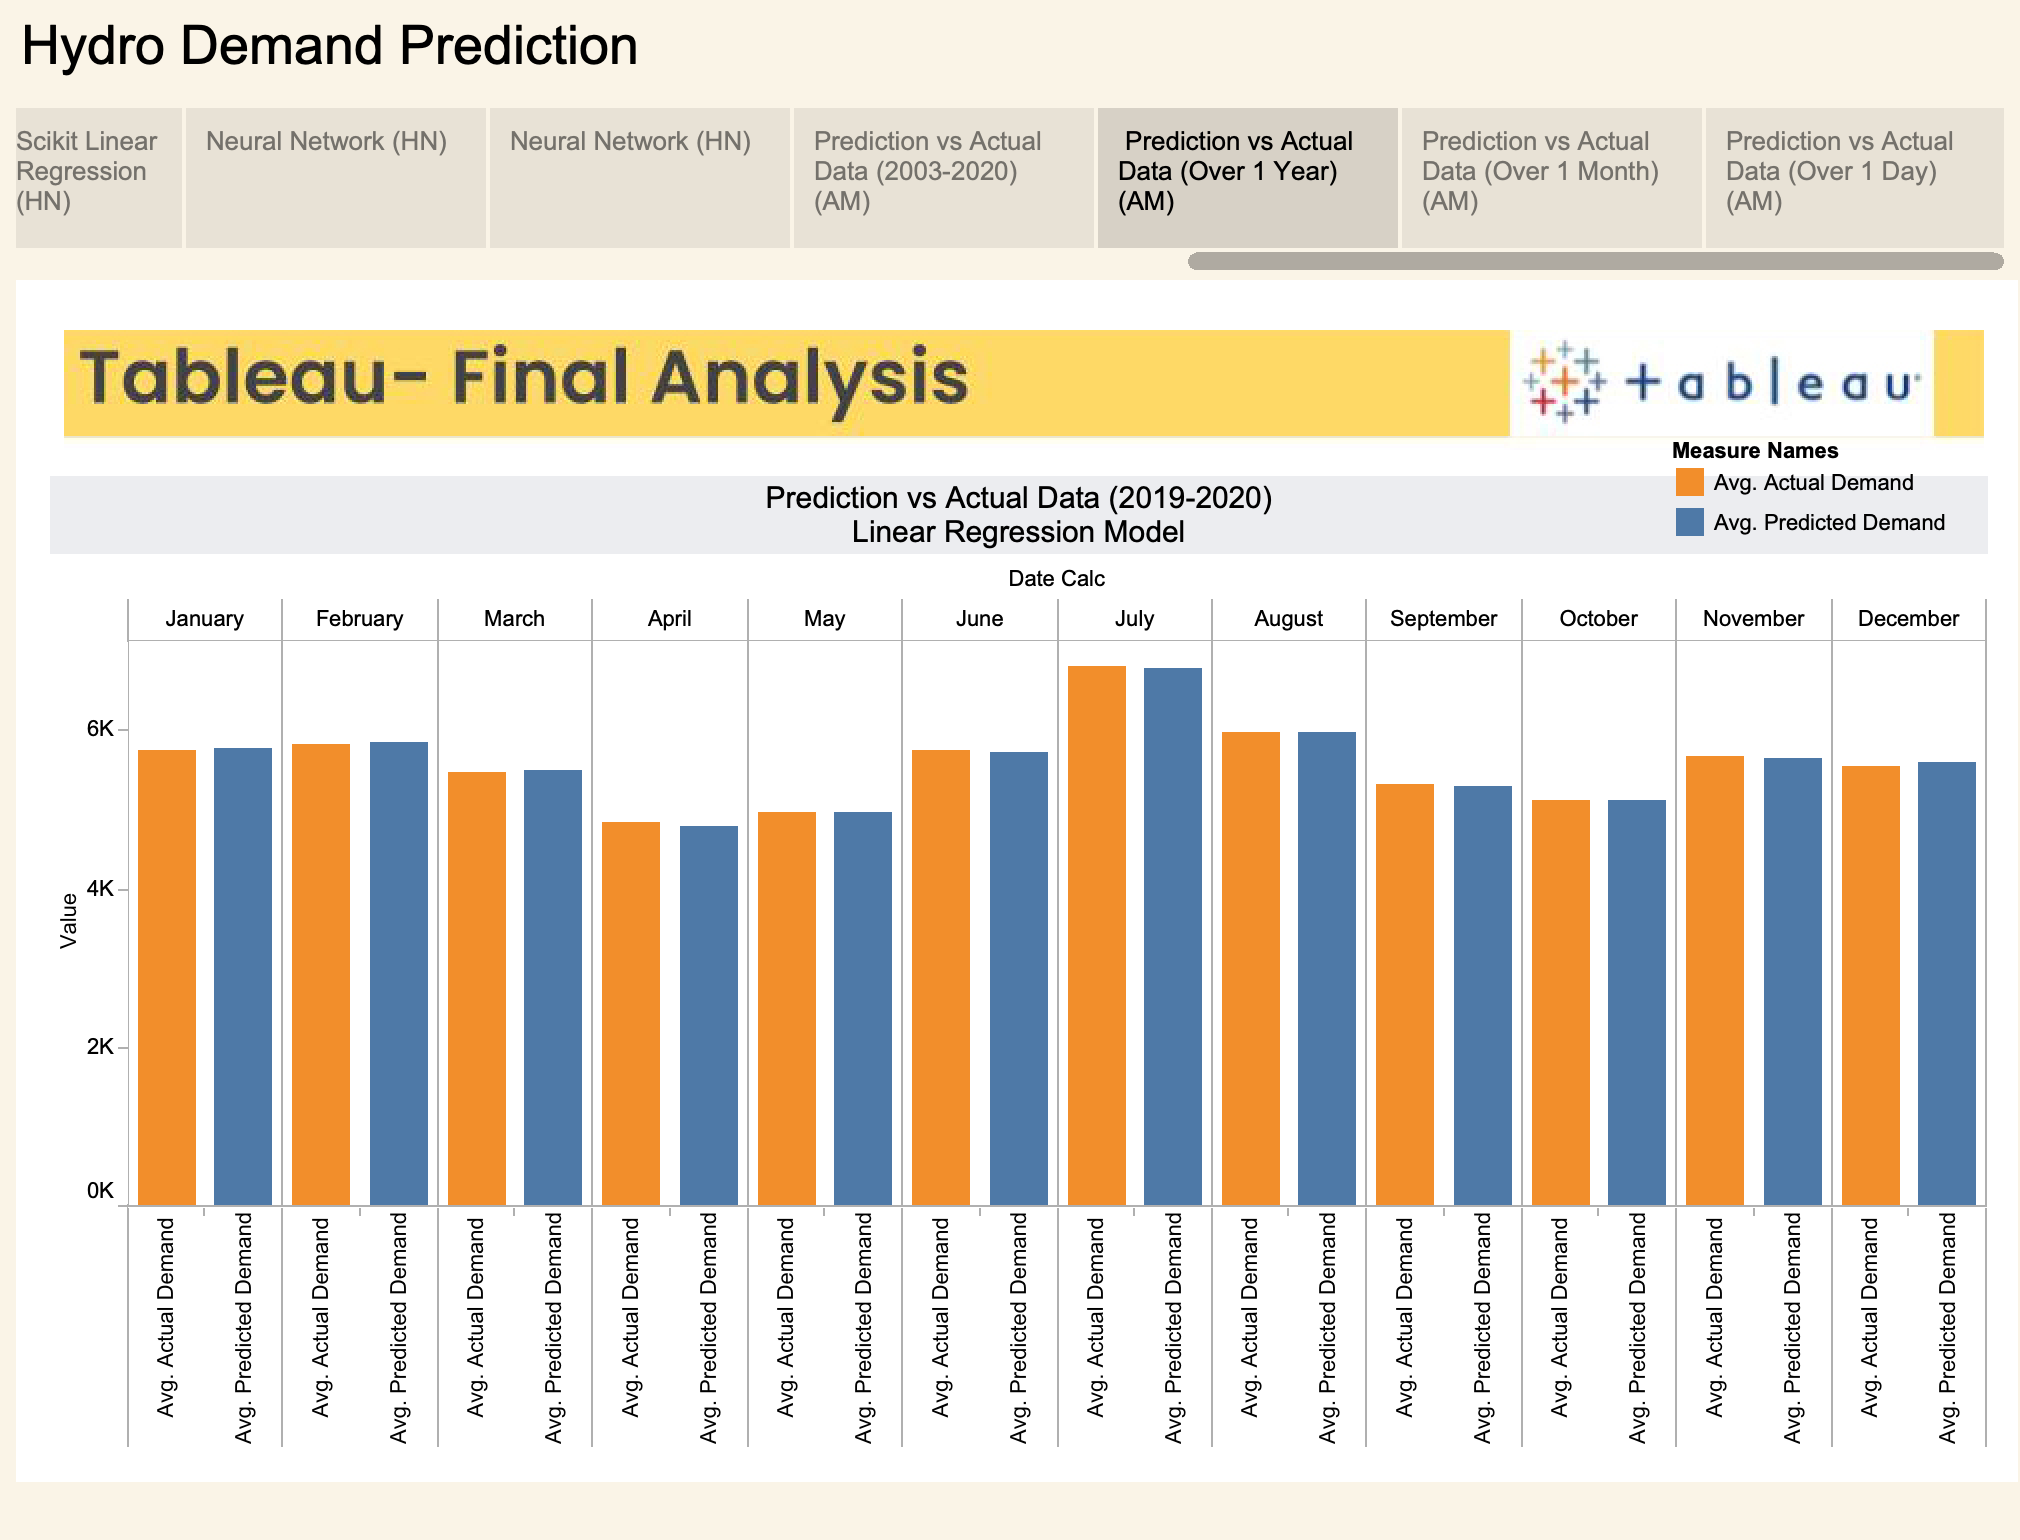 Hydro Demand Prediction
Scikit Linear
Regression
(HN)
Neural Network (HN)
Neural Network (HN)
Prediction vs Actual
Data (2003-2020)
(AM)
Prediction vs Actual
Data (Over 1 Year)
(AM)
Prediction vs Actual
Data (Over 1 Month)
(AM)
Prediction vs Actual
Data (Over 1 Day)
(AM)
Tableau- Final Analysis
+ableau
Measure Names
Avg. Actual Demand
Avg. Predicted Demand
Prediction vs Actual Data (2019-2020)
Linear Regression Model
Date Calc
January
February
March
April
May
June
July
August
September
October
November
December
Value
6K
4K
2K
0K
Avg. Actual Demand
Avg. Predicted Demand
Avg. Actual Demand
Avg. Predicted Demand
Avg. Actual Demand
Avg. Predicted Demand
Avg. Actual Demand
Avg. Predicted Demand
Avg. Actual Demand
Avg. Predicted Demand
Avg. Actual Demand
Avg. Predicted Demand
Avg. Actual Demand
Avg. Predicted Demand
Avg. Actual Demand
Avg. Predicted Demand
Avg. Actual Demand
Avg. Predicted Demand
Avg. Actual Demand
Avg. Predicted Demand
Avg. Actual Demand
Avg. Predicted Demand
Avg. Actual Demand
Avg. Predicted Demand